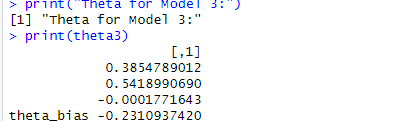 > print("Theta for Model 3:")
[1] "Theta for Model 3:"
> print(theta3)
[,1]
0.3854789012
0.5418990690
-0.0001771643
theta_bias -0.2310937420